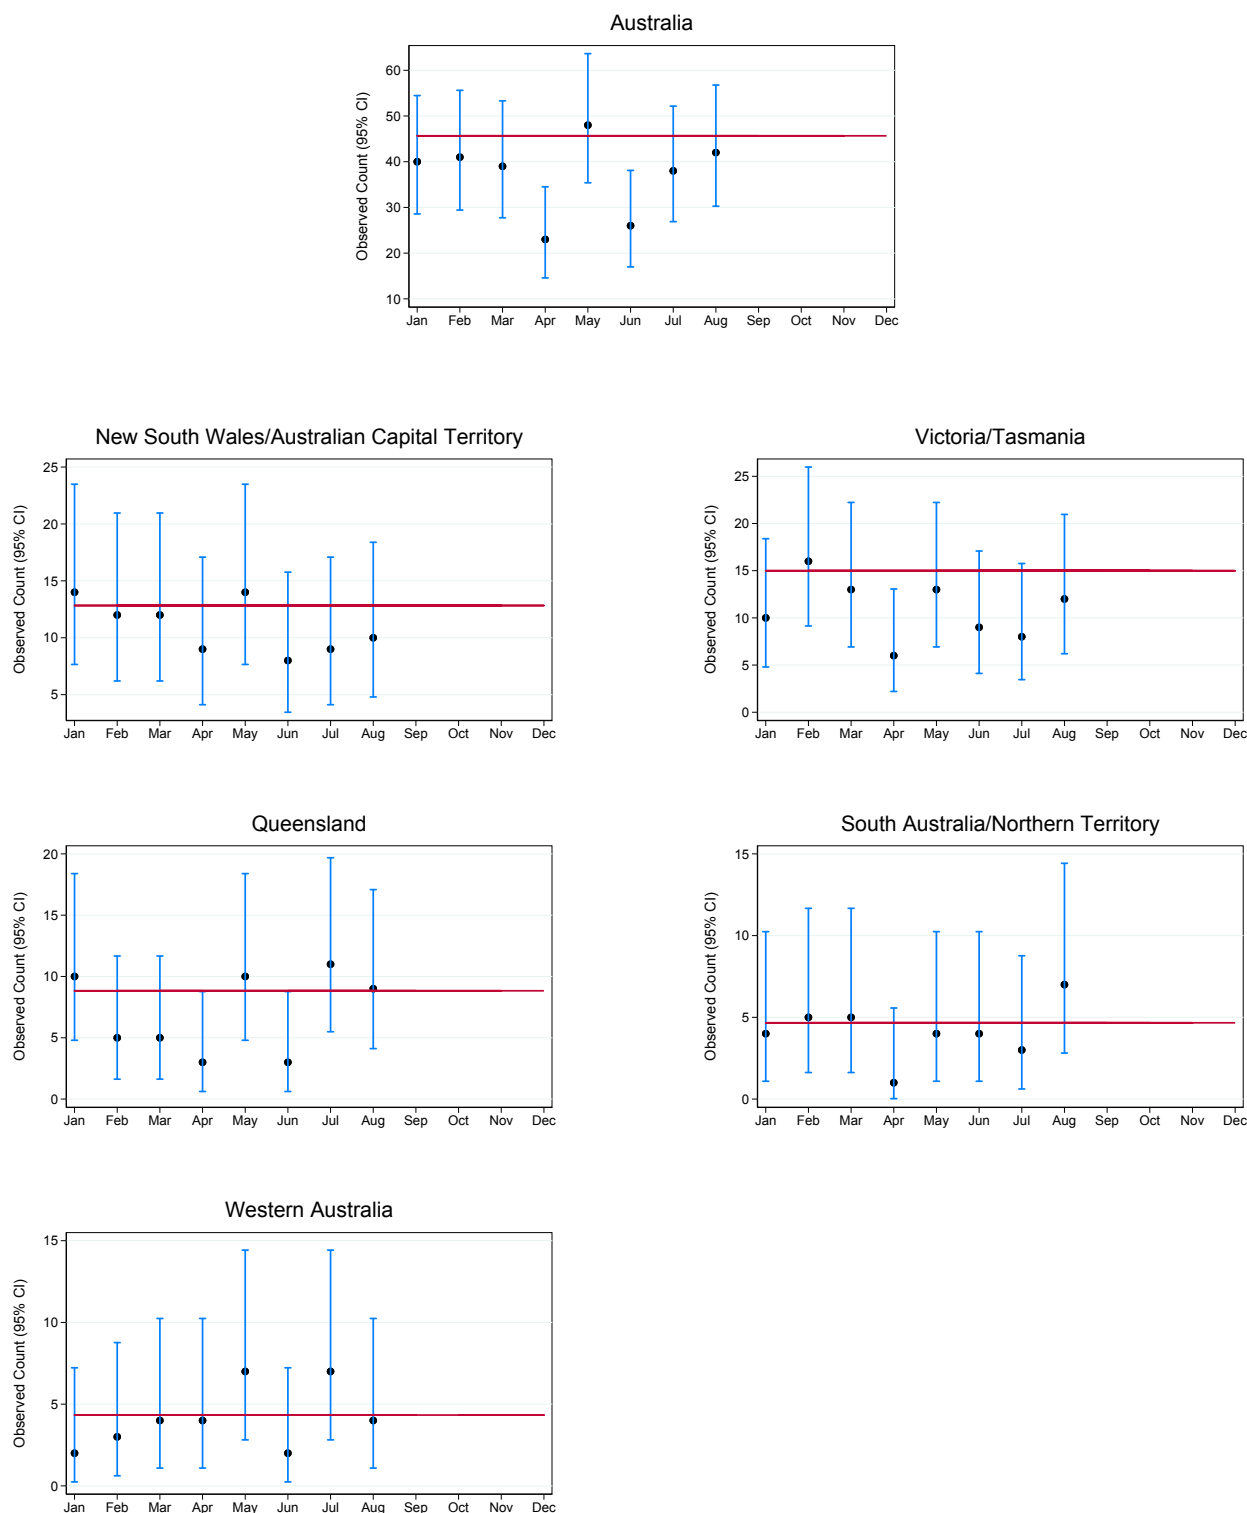 Australia
Observed Count (95% CI)
60
50
40
30
20
10
Jan Feb Mar Apr May Jun Jul Aug Sep Oct Nov Dec
New South Wales/Australian Capital Territory
Observed Count (95% CI)
25
20
15
10
5
Jan Feb Mar Apr May Jun Jul Aug Sep Oct Nov Dec
Victoria/Tasmania
Observed Count (95% CI)
25
20
15
10
5
0
Jan Feb Mar Apr May Jun Jul Aug Sep Oct Nov Dec
Queensland
Observed Count (95% CI)
20
15
10
5
0
Jan Feb Mar Apr May Jun Jul Aug Sep Oct Nov Dec
South Australia/Northern Territory
Observed Count (95% CI)
15
10
5
0
Jan Feb Mar Apr May Jun Jul Aug Sep Oct Nov Dec
Western Australia
Observed Count (95% CI)
15
10
5
0
Jan Feb Mar Apr May Jun Jul Aug Sep Oct Nov Dec